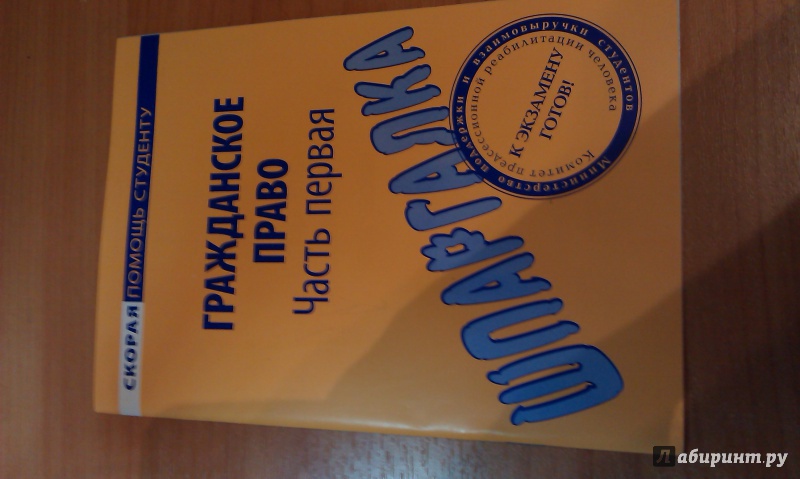 СКОРАЯ ПОМОЩЬ СТУДЕНТУ
ГРАЖДАНСКОЕ
ПРАВО
Часть первая
ШПАРГАЛКА
Министерство поддержки и взаимовыручки студентов
Комитет предсессионной реабилитации человека
К ЭКЗАМЕНУ
ГОТОВ!
Лабиринт.ру